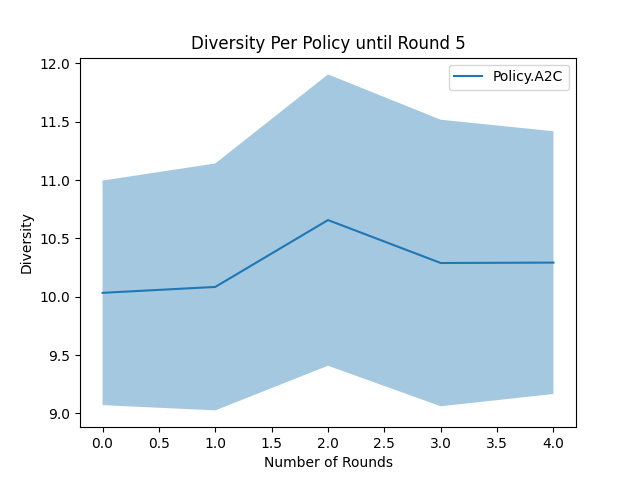 Diversity Per Policy until Round 5
Policy.A2C
12.0
11.5
11.0
10.5
10.0
9.5
9.0
Diversity
0.0 0.5 1.0 1.5 2.0 2.5 3.0 3.5 4.0
Number of Rounds